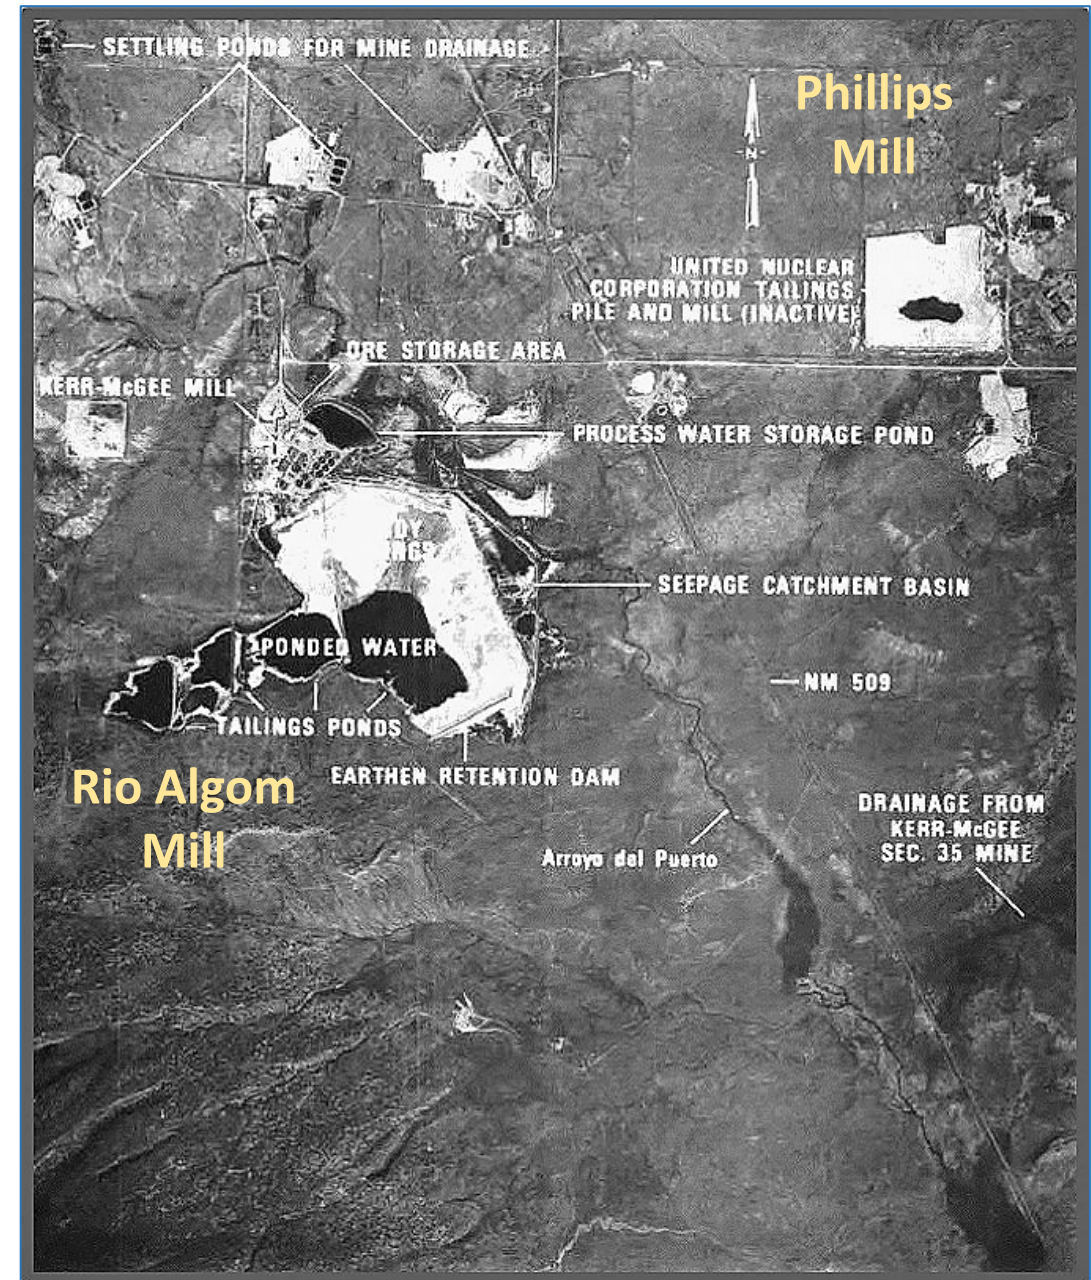 SETTLING PONDS FOR MINE DRAINAGE
Phillips
Mill
N
UNITED NUCLEAR
CORPORATION TAILINGS
PILE AND MILL (INACTIVE)
ORE STORAGE AREA
KERR-McGEE MILL
PROCESS WATER STORAGE POND
SEEPAGE CATCHMENT BASIN
PONDED WATER
NM 509
TAILINGS PONDS
EARTHEN RETENTION DAM
Rio Algom
Mill
DRAINAGE FROM
KERR-McGEE
SEC. 35 MINE
Arroyo del Puerto